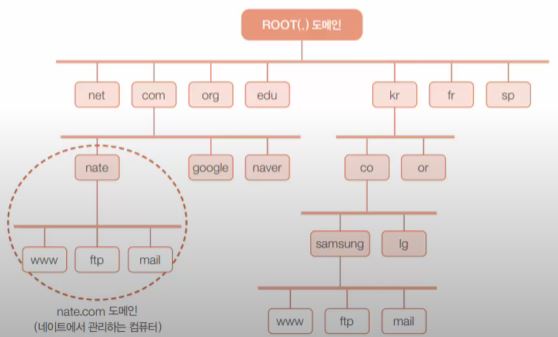 ROOT(.) 도메인
net com org edu kr fr sp
nate google naver co or
samsung lg
www ftp mail
www ftp mail
nate.com 도메인
(네이트에서 관리하는 컴퓨터)